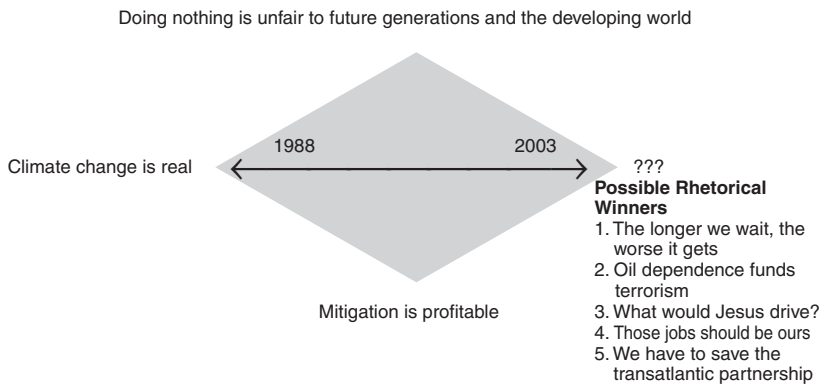 Doing nothing is unfair to future generations and the developing world
1988
2003
Climate change is real
???
Possible Rhetorical
Winners
1. The longer we wait, the
worse it gets
2. Oil dependence funds
terrorism
3. What would Jesus drive?
4. Those jobs should be ours
5. We have to save the
transatlantic partnership
Mitigation is profitable